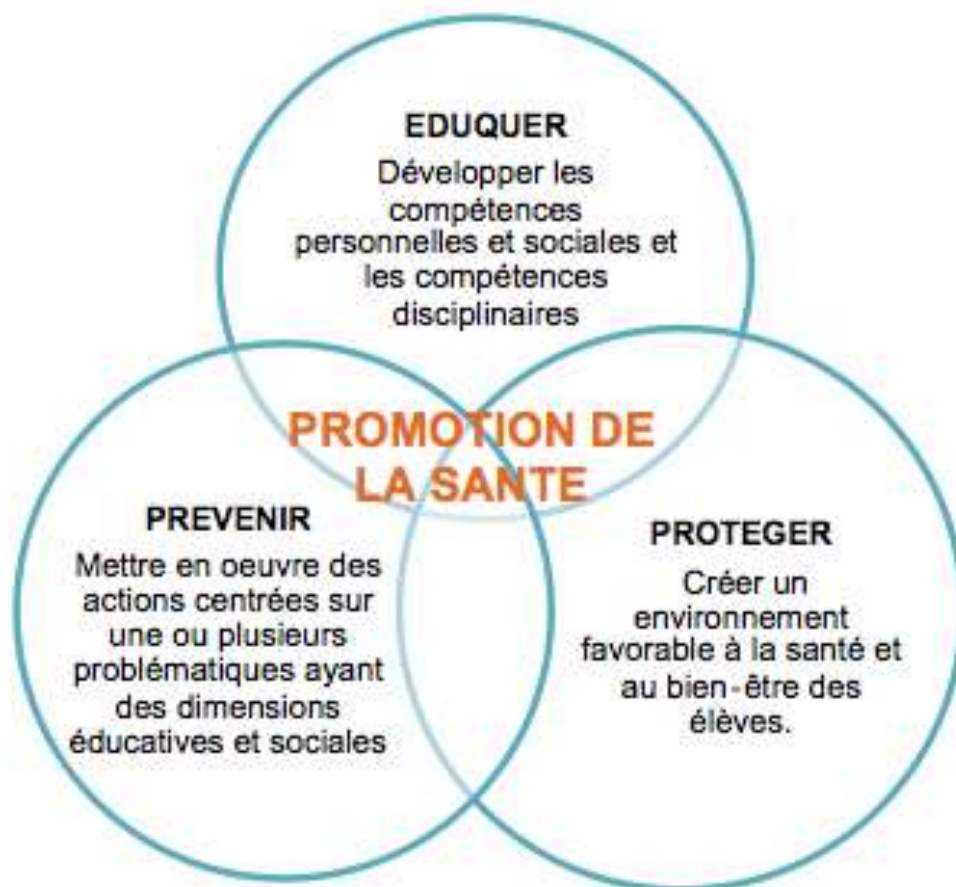 EDUQUER
Développer les
compétences
personnelles et sociales et
les compétences
disciplinaires
PROMOTION DE
LA SANTE
PREVENIR
Mettre en oeuvre des
actions centrées sur
une ou plusieurs
problématiques ayant
des dimensions
éducatives et sociales
PROTEGER
Créer un
environnement
favorable à la santé et
au bien-être des
élèves.